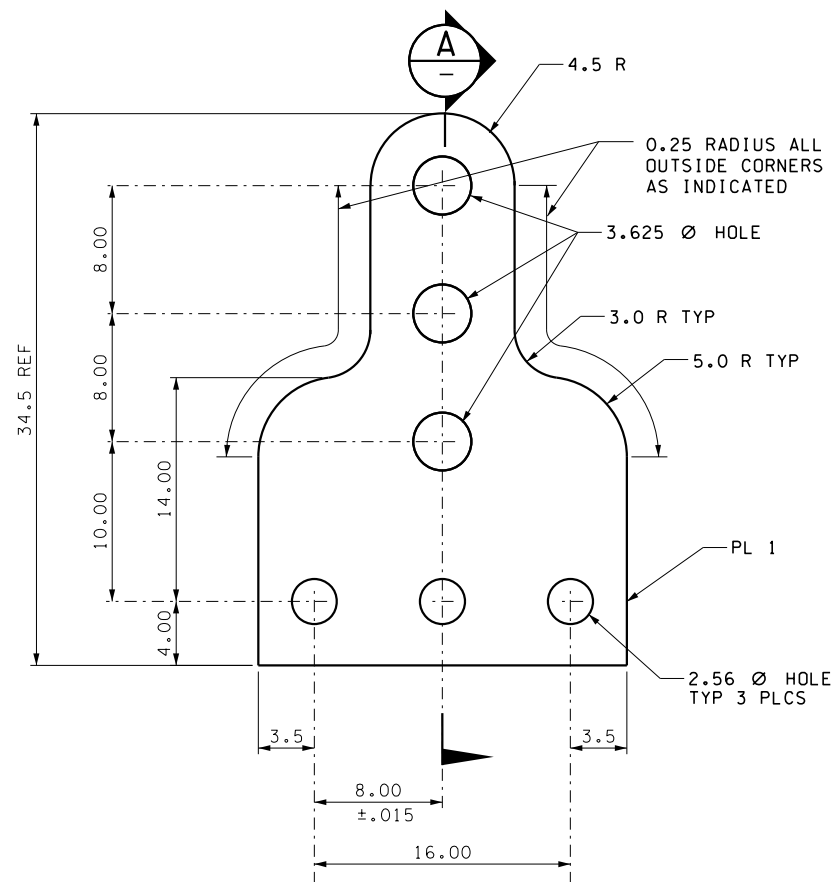 A
–
4.5 R
0.25 RADIUS ALL
OUTSIDE CORNERS
AS INDICATED
3.625 Ø HOLE
8.00
3.0 R TYP
5.0 R TYP
34.5 REF
8.00
14.00
10.00
PL 1
4.00
2.56 Ø HOLE
TYP 3 PLCS
3.5
3.5
8.00
±.015
16.00